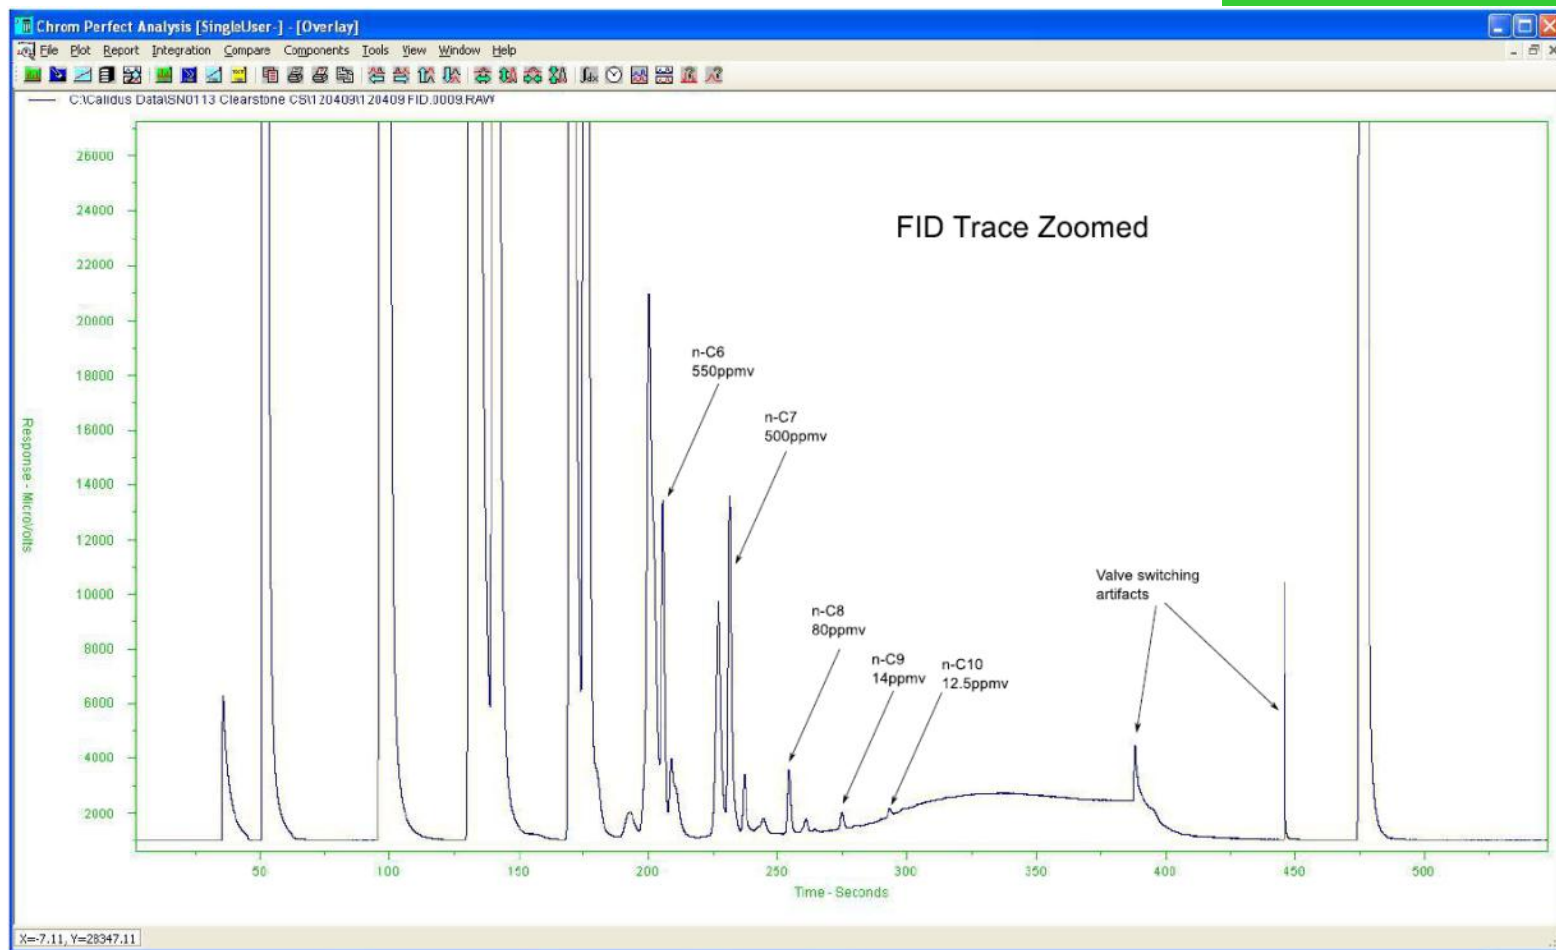 Chrom Perfect Analysis [SingleUser-] - [Overlay]
File Plot Report Integration Compare Components Tools View Window Help
C:\Calidus Data\SN0113 Clearstone CS\120409\120409 FID.0009.RAW
FID Trace Zoomed
26000
24000
22000
20000
18000
16000
14000
12000
10000
8000
6000
4000
2000
Response - MicroVolts
n-C6
550ppmv
n-C7
500ppmv
n-C8
80ppmv
n-C9
14ppmv
n-C10
12.5ppmv
Valve switching
artifacts
50 100 150 200 250 300 350 400 450 500
Time - Seconds
X=-7.11, Y=28347.11